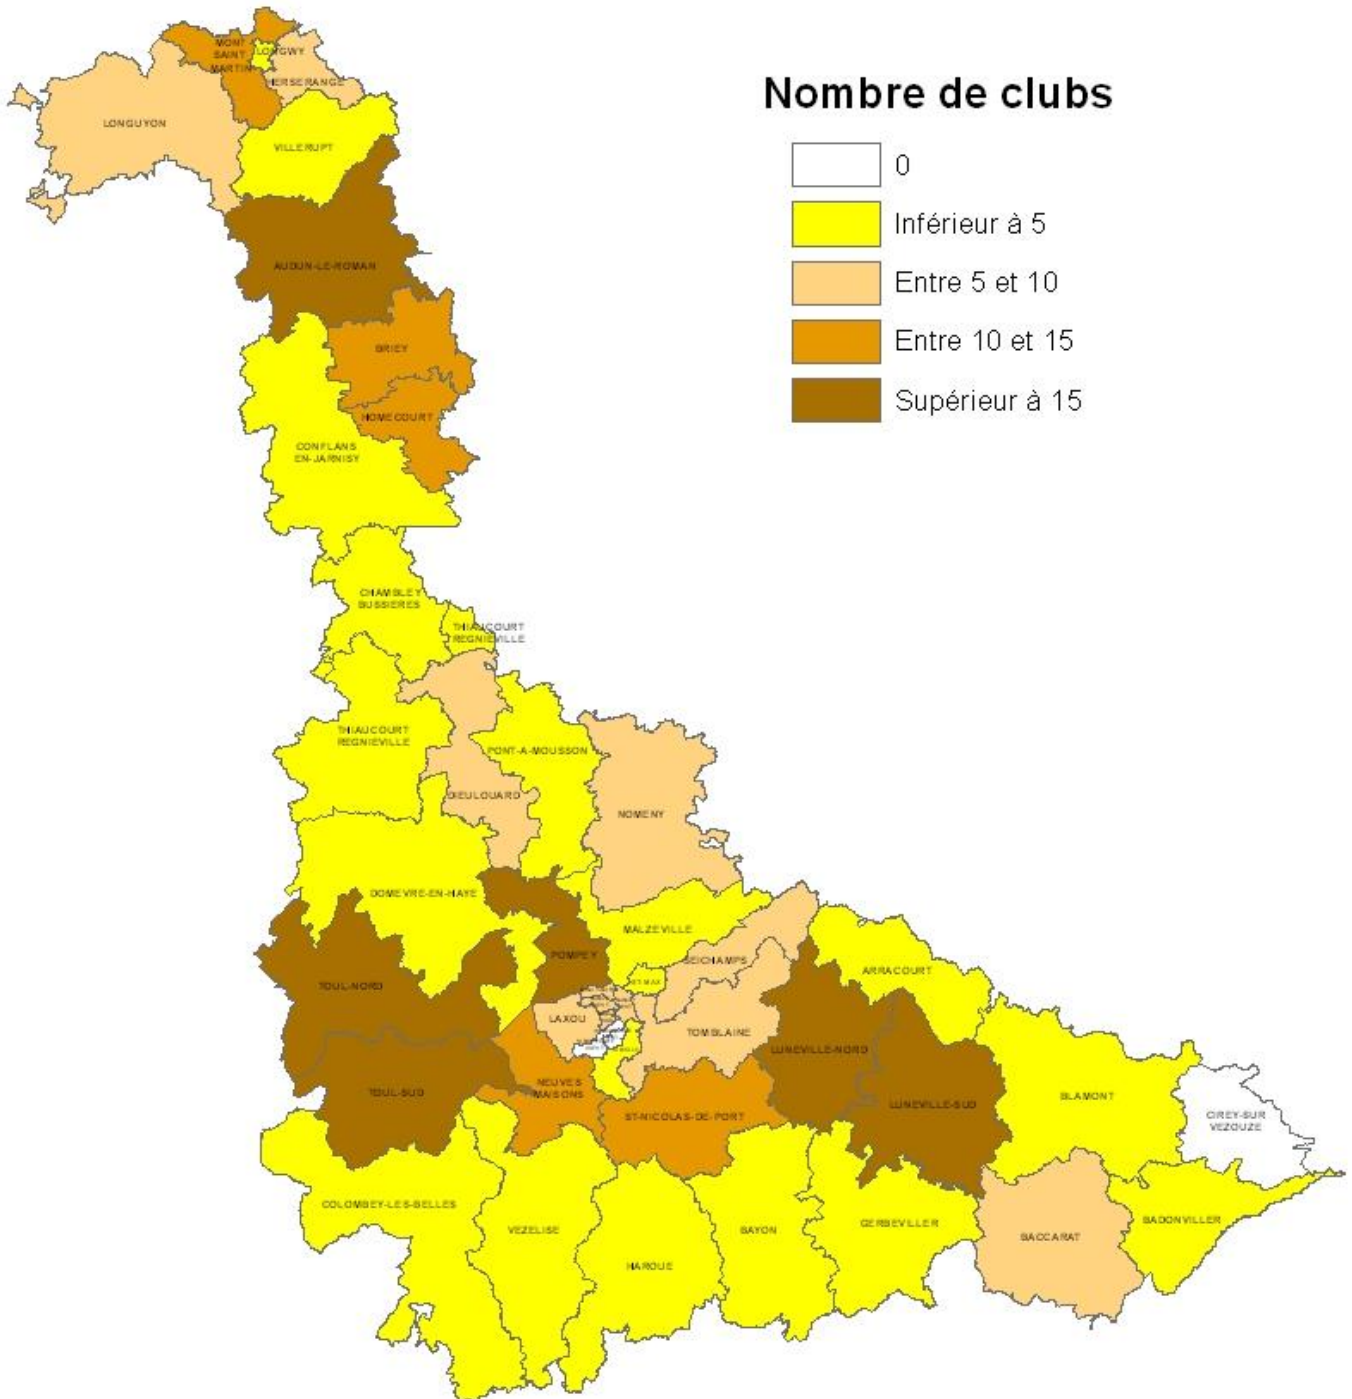 Nombre de clubs
0
Inférieur à 5
Entre 5 et 10
Entre 10 et 15
Supérieur à 15
MONT
SAINT
MARTIN
LONGWY
HERSERANGE
LONGUYON
VILLERUPT
AUDUN-LE-ROMAN
BRIEY
HOMECOURT
CONFLANS
EN-JARNISY
CHAMBLEY
BUSSIERES
THIAUCOURT
REGNIEVILLE
THIAUCOURT
REGNIEVILLE
PONT-A-MOUSSON
DIEULOUARD
NOMENY
DOMEVRE-EN-HAYE
MALZEVILLE
POMPEY
SEICHAMPS
ARRACOURT
ST-MAX
TOUL-NORD
LAXOU
TOMBLAINE
LUNEVILLE-NORD
NEUVES
MAISONS
TOUL-SUD
ST-NICOLAS-DE-PORT
LUNEVILLE-SUD
BLAMONT
CIREY-SUR
VEZOUZE
COLOMBEY-LES-BELLES
VEZELISE
HAROUE
BAYON
GERBEVILLER
BACCARAT
BADONVILLER